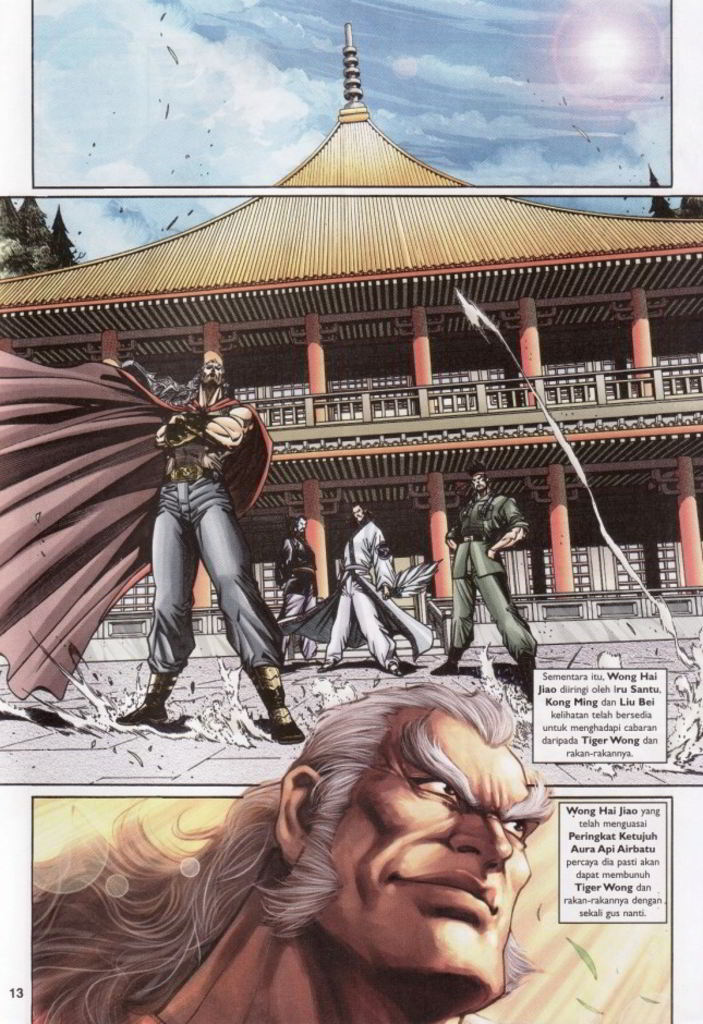 Sementara itu, Wong Hai
Jiao diiringi oleh Iru Santu,
Kong Ming dan Liu Bei
kelihatan telah bersedia
untuk menghadapi cabaran
daripada Tiger Wong dan
rakan-rakannya.
Wong Hai Jiao yang
telah menguasai
Peringkat Ketujuh
Aura Api Airbatu
percaya dia pasti akan
dapat membunuh
Tiger Wong dan
rakan-rakannya dengan
sekali gus nanti.
13